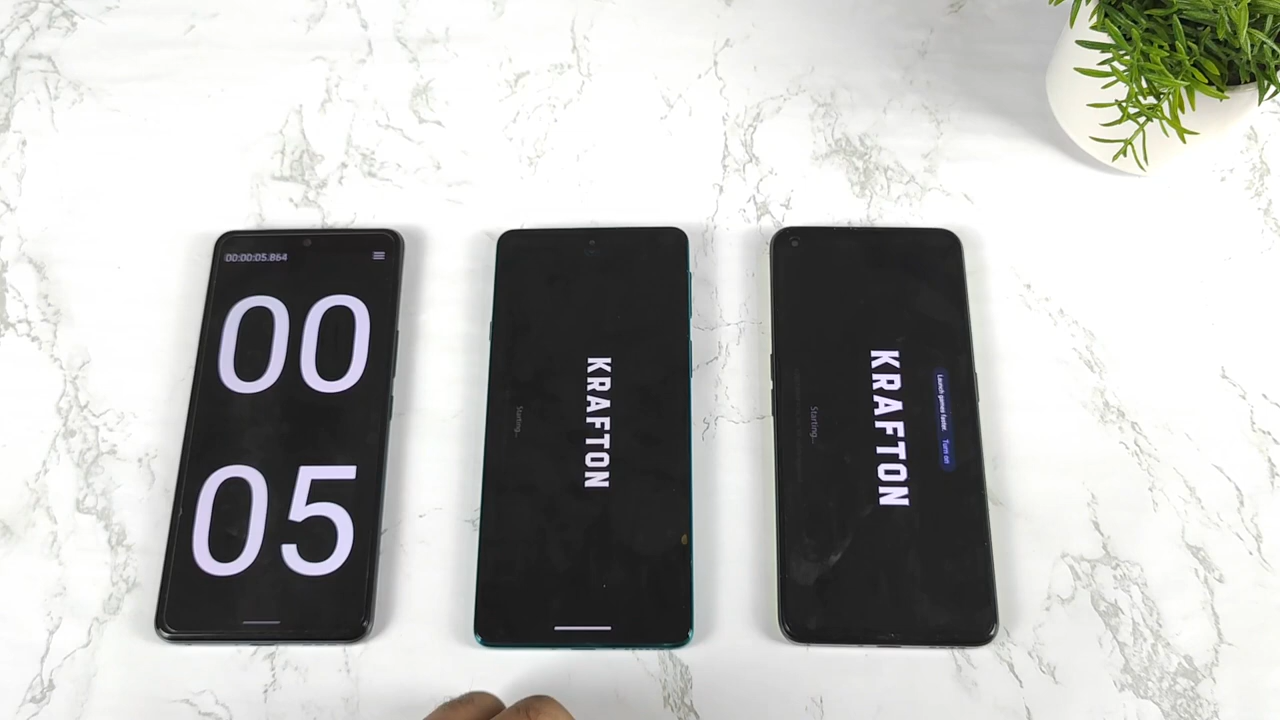 00:00:05.864
00
05
KRAFTON
Starting...
Launch games faster. Turn on
KRAFTON
Starting...